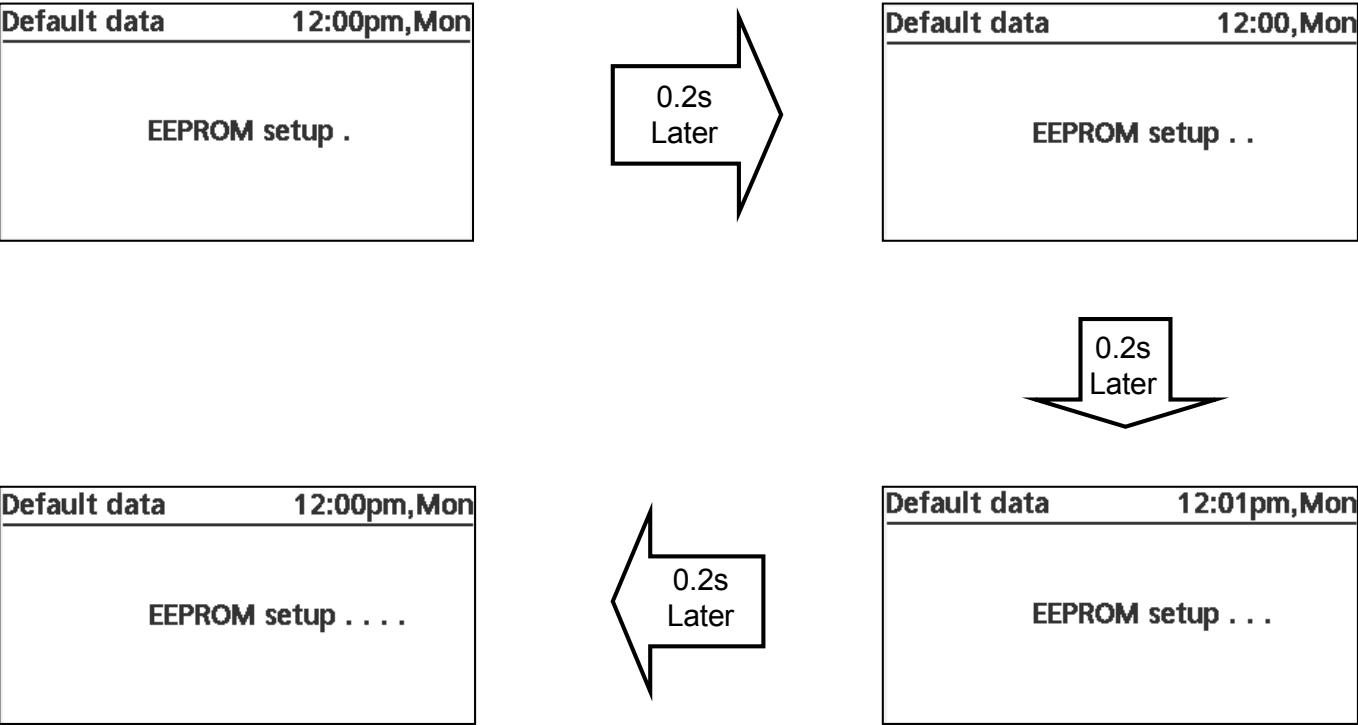 Default data 12:00pm,Mon
EEPROM setup .
0.2s
Later
Default data 12:00,Mon
EEPROM setup . .
0.2s
Later
Default data 12:01pm,Mon
EEPROM setup . . .
0.2s
Later
Default data 12:00pm,Mon
EEPROM setup . . . .